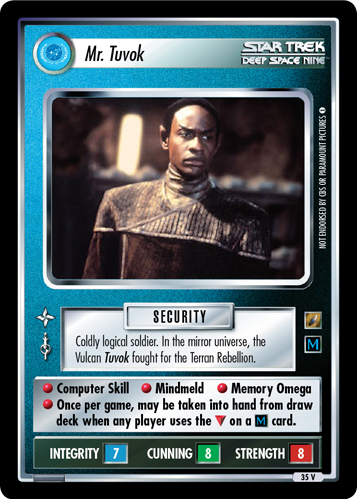 Mr. Tuvok
STAR TREK
DEEP SPACE NINE
NOT ENDORSED BY CBS OR PARAMOUNT PICTURES
SECURITY
Coldly logical soldier. In the mirror universe, the
Vulcan Tuvok fought for the Terran Rebellion.
M
• Computer Skill • Mindmeld • Memory Omega
• Once per game, may be taken into hand from draw
deck when any player uses the ▼ on a M card.
INTEGRITY 7 CUNNING 8 STRENGTH 8
35 V